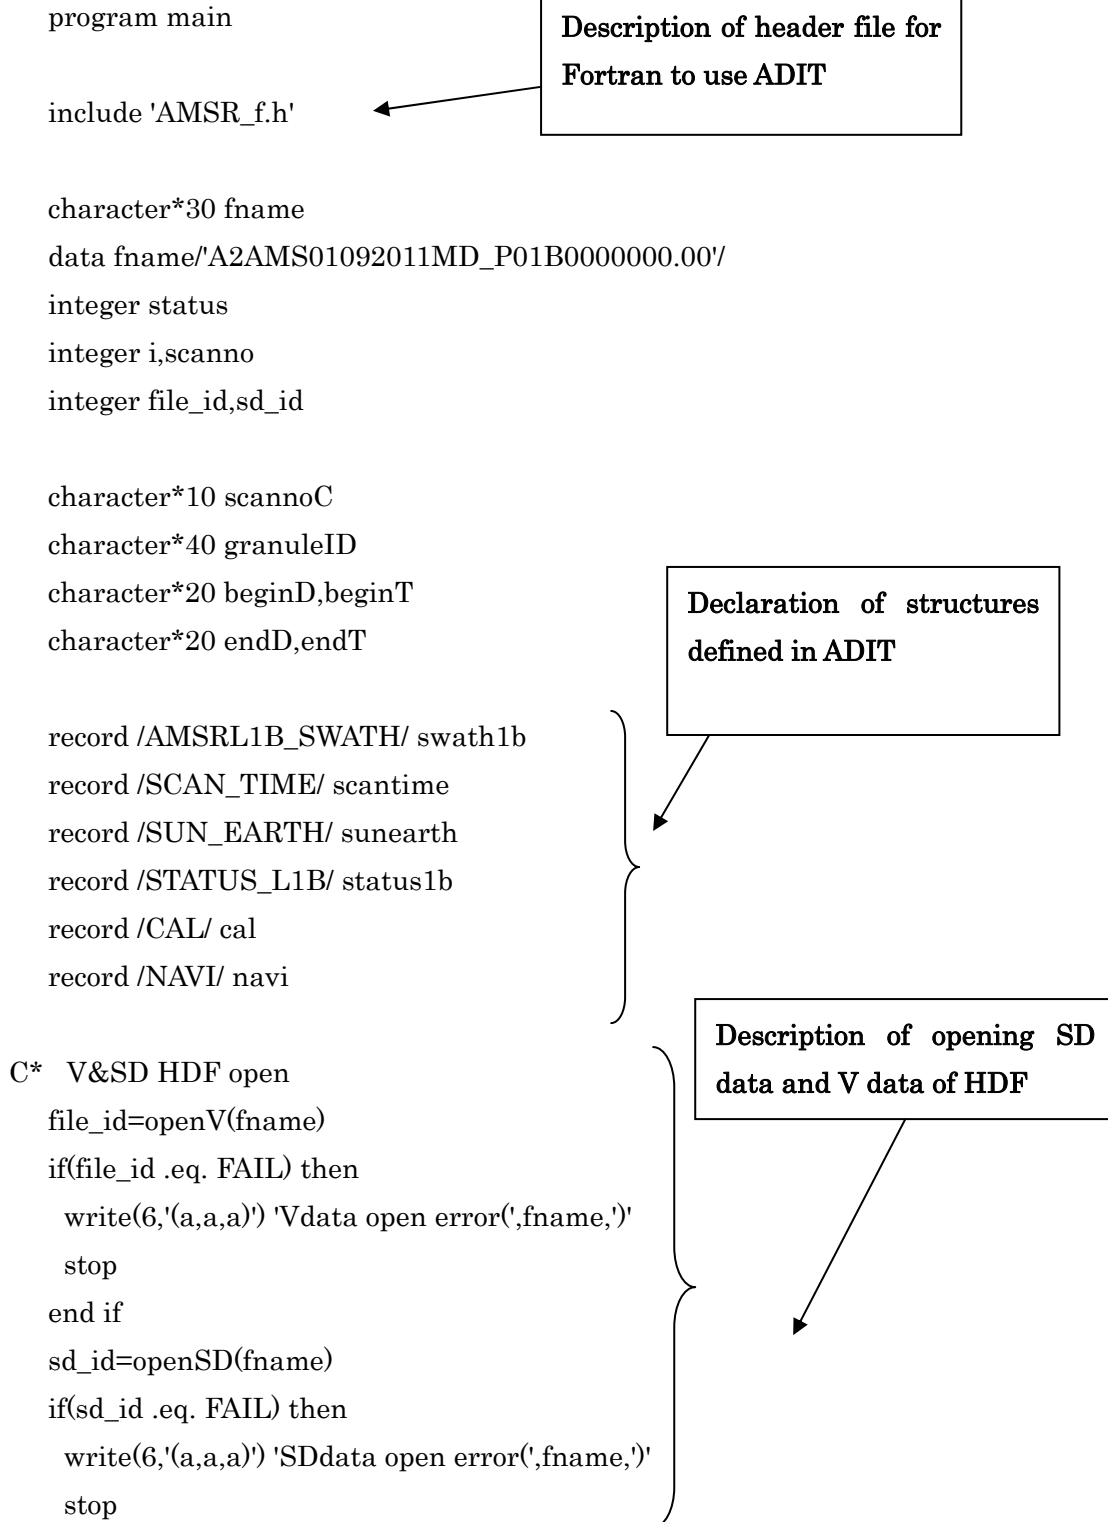 program main
Description of header file for
Fortran to use ADIT
include 'AMSR_f.h'
character*30 fname
data fname/'A2AMS01092011MD_P01B0000000.00'/
integer status
integer i,scanno
integer file_id,sd_id
character*10 scannoC
character*40 granuleID
character*20 beginD,beginT
character*20 endD,endT
Declaration of structures
defined in ADIT
record /AMSRL1B_SWATH/ swath1b
record /SCAN_TIME/ scantime
record /SUN_EARTH/ sunearth
record /STATUS_L1B/ status1b
record /CAL/ cal
record /NAVI/ navi
Description of opening SD
data and V data of HDF
C* V&SD HDF open
file_id=openV(fname)
if(file_id .eq. FAIL) then
write(6,'(a,a,a)') 'Vdata open error(',fname,')'
stop
end if
sd_id=openSD(fname)
if(sd_id .eq. FAIL) then
write(6,'(a,a,a)') 'SDdata open error(',fname,')'
stop